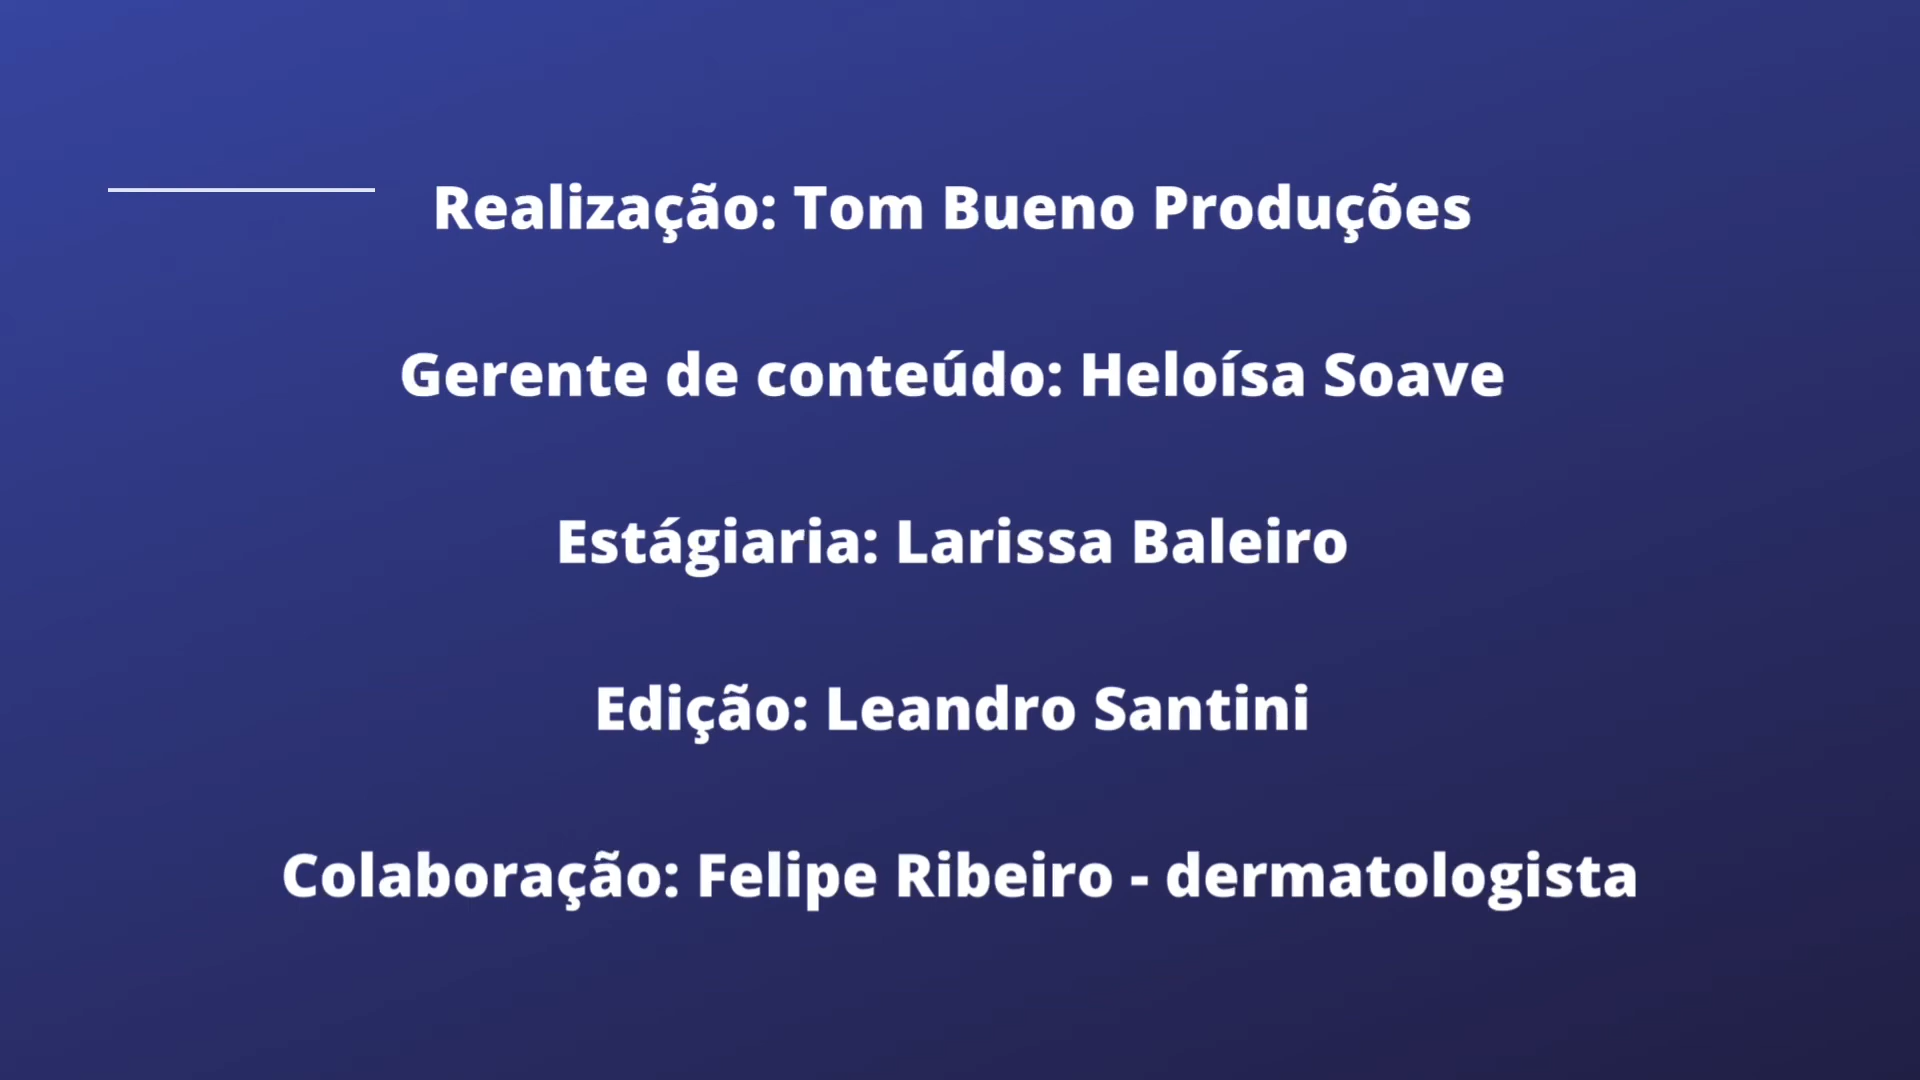 Realização: Tom Bueno Produções
Gerente de conteúdo: Heloísa Soave
Estágiaria: Larissa Baleiro
Edição: Leandro Santini
Colaboração: Felipe Ribeiro - dermatologista